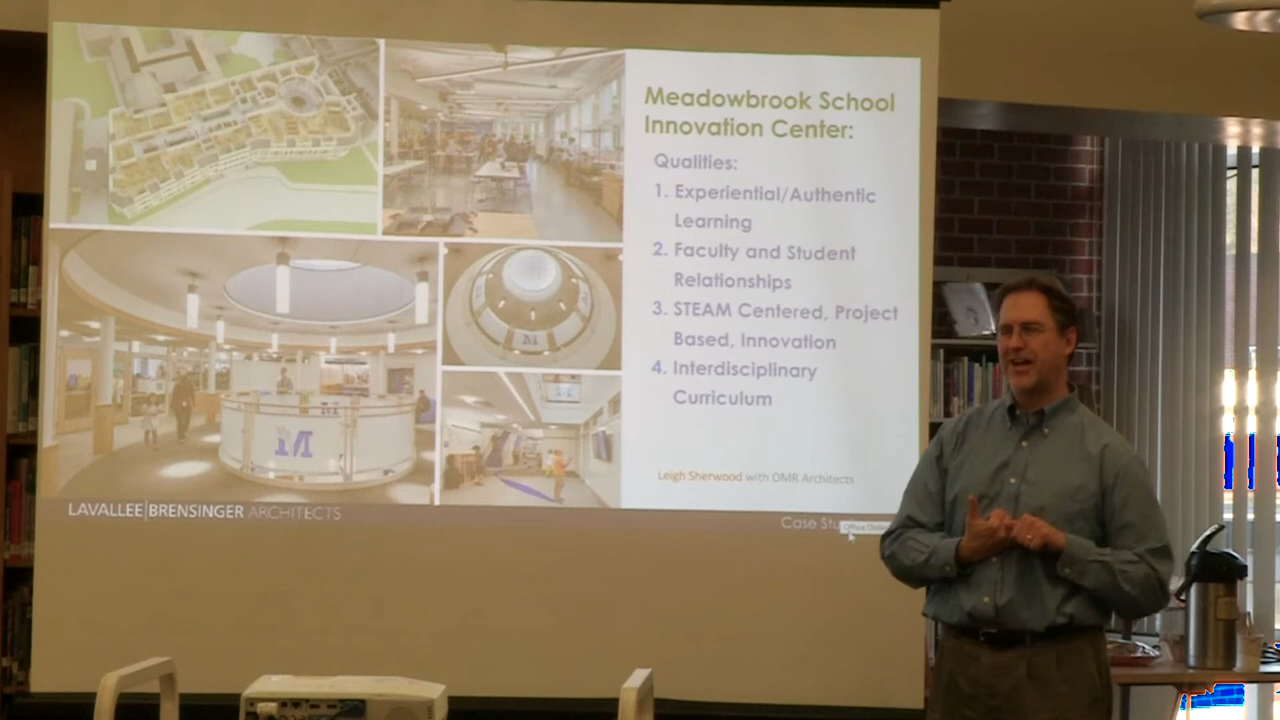 Meadowbrook School
Innovation Center:
Qualities:
1. Experiential/Authentic
Learning
2. Faculty and Student
Relationships
3. STEAM Centered, Project
Based, Innovation
4. Interdisciplinary
Curriculum
Leigh Sherwood with OMR Architects
M
LAVALLEE|BRENSINGER ARCHITECTS
Case